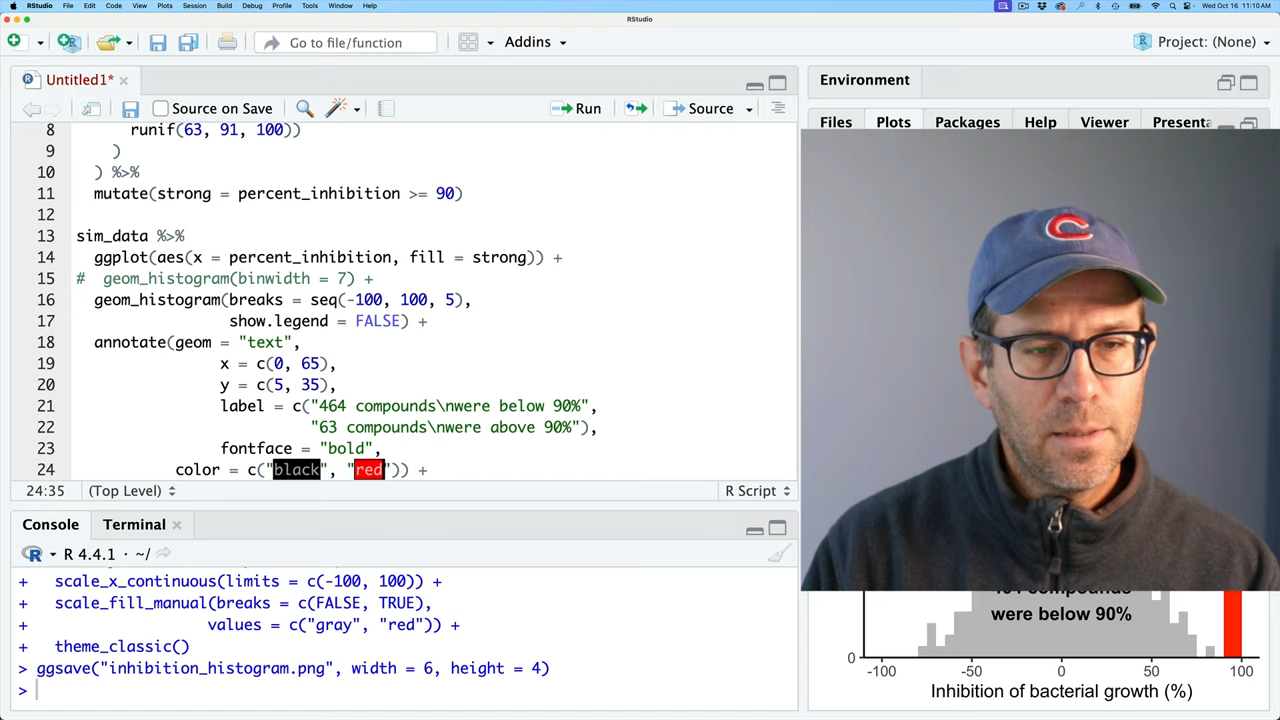 RStudio File Edit Code View Plots Session Build Debug Profile Tools Window Help Wed Oct 16 11:10 AM
RStudio
Go to file/function Addins Project: (None)
Untitled1*
Source on Save Run Source
8 runif(63, 91, 100))
9 )
10 ) %>%
11 mutate(strong = percent_inhibition >= 90)
12
13 sim_data %>%
14 ggplot(aes(x = percent_inhibition, fill = strong)) +
15 # geom_histogram(binwidth = 7) +
16 geom_histogram(breaks = seq(-100, 100, 5),
17 show.legend = FALSE) +
18 annotate(geom = "text",
19 x = c(0, 65),
20 y = c(5, 35),
21 label = c("464 compounds\nwere below 90%",
22 "63 compounds\nwere above 90%"),
23 fontface = "bold",
24 color = c("black", "red")) +
24:35 (Top Level) R Script
Console Terminal
R 4.4.1 · ~/
+ scale_x_continuous(limits = c(-100, 100)) +
+ scale_fill_manual(breaks = c(FALSE, TRUE),
+ values = c("gray", "red")) +
+ theme_classic()
> ggsave("inhibition_histogram.png", width = 6, height = 4)
>
Environment
Files Plots Packages Help Viewer Presenta
C
were below 90%
0
-100 -50 0 50 100
Inhibition of bacterial growth (%)